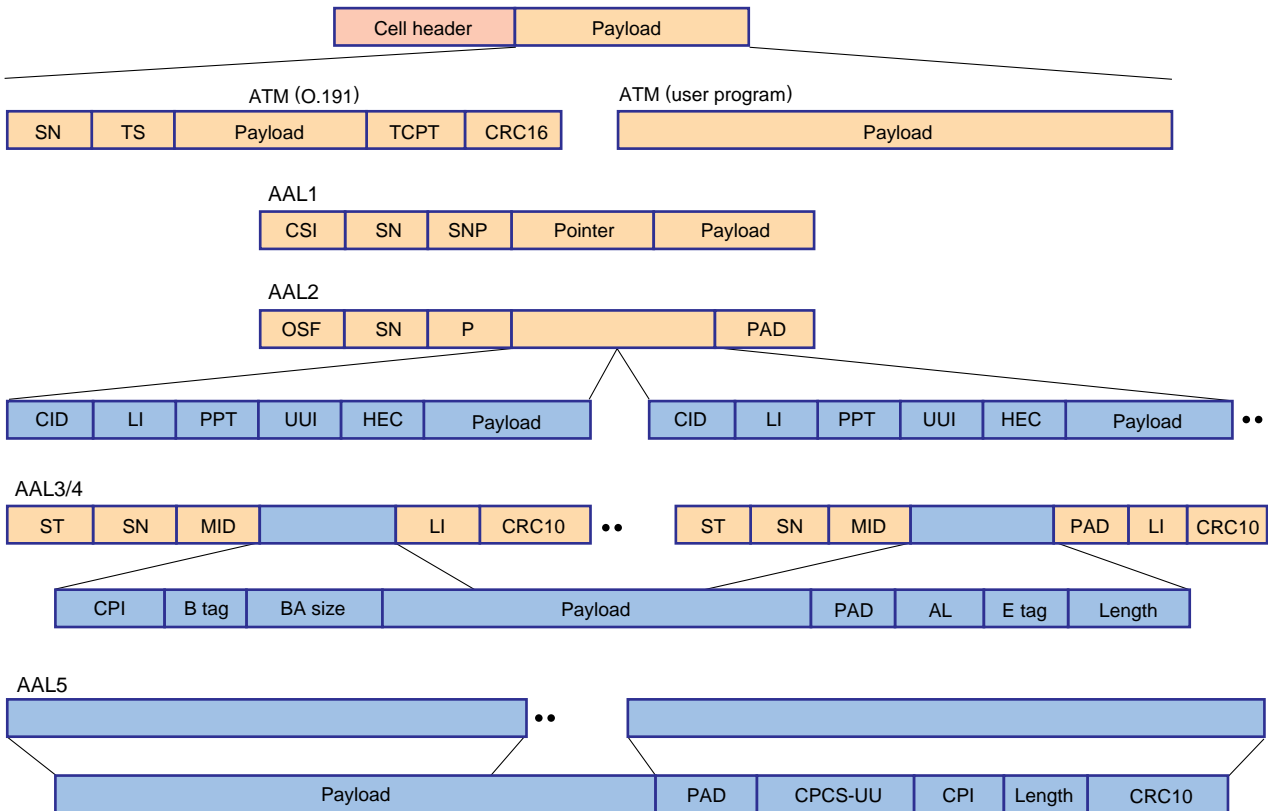 Cell header Payload
ATM (O.191) ATM (user program)
SN TS Payload TCPT CRC16 Payload
AAL1
CSI SN SNP Pointer Payload
AAL2
OSF SN P PAD
CID LI PPT UUI HEC Payload CID LI PPT UUI HEC Payload ••
AAL3/4
ST SN MID LI CRC10 •• ST SN MID PAD LI CRC10
CPI B tag BA size Payload PAD AL E tag Length
AAL5
••
Payload PAD CPCS-UU CPI Length CRC10